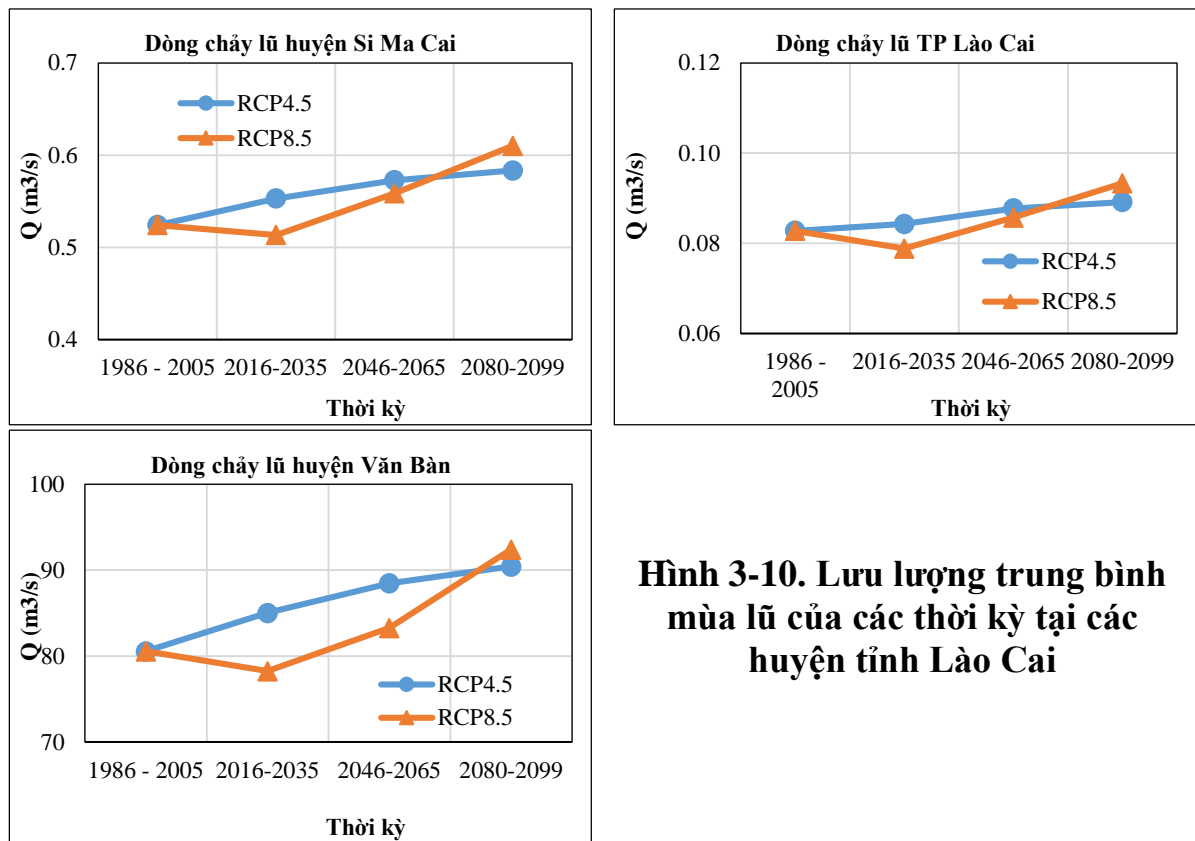 Dòng chảy lũ huyện Si Ma Cai
0.7
0.6
0.5
0.4
Q (m3/s)
RCP4.5
RCP8.5
1986 - 2005 2016-2035 2046-2065 2080-2099
Thời kỳ
Dòng chảy lũ TP Lào Cai
0.12
0.10
0.08
0.06
Q (m3/s)
RCP4.5
RCP8.5
1986 - 2016-2035 2046-2065 2080-2099
2005
Thời kỳ
Dòng chảy lũ huyện Văn Bàn
100
90
80
70
Q (m3/s)
RCP4.5
RCP8.5
1986 - 2005 2016-2035 2046-2065 2080-2099
Thời kỳ
Hình 3-10. Lưu lượng trung bình
mùa lũ của các thời kỳ tại các
huyện tỉnh Lào Cai